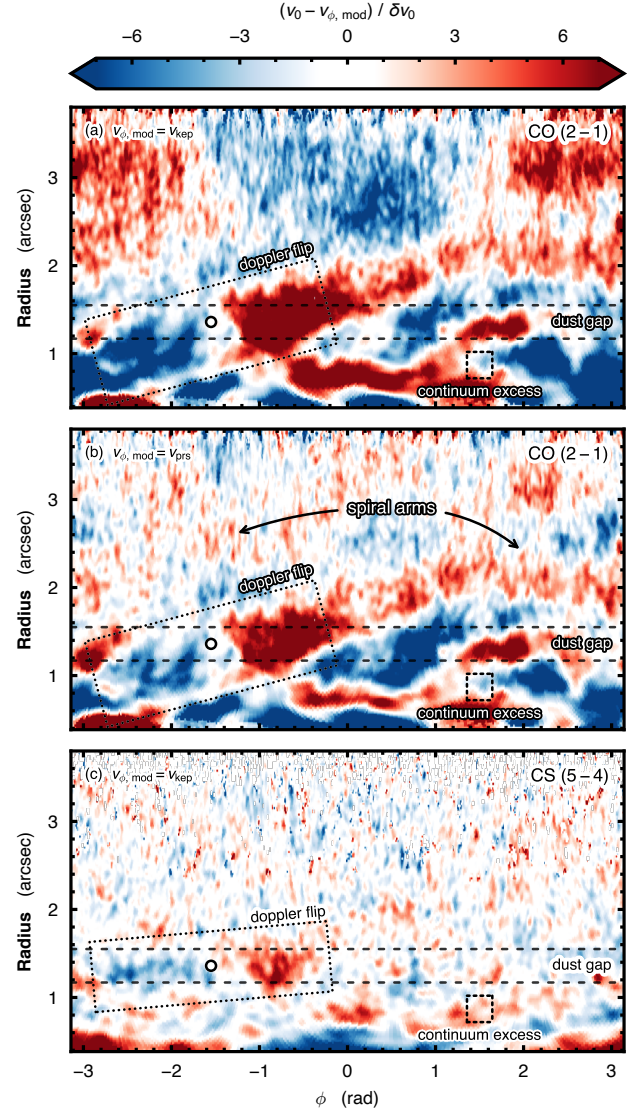 (v₀ − vϕ, mod) / δv₀
−6 −3 0 3 6
(a) vϕ, mod = vkep
CO (2 − 1)
doppler flip
dust gap
continuum excess
3
2
1
Radius (arcsec)
(b) vϕ, mod = vprs
CO (2 − 1)
spiral arms
doppler flip
dust gap
continuum excess
3
2
1
Radius (arcsec)
(c) vϕ, mod = vkep
CS (5 − 4)
doppler flip
dust gap
continuum excess
3
2
1
Radius (arcsec)
−3 −2 −1 0 1 2 3
ϕ (rad)